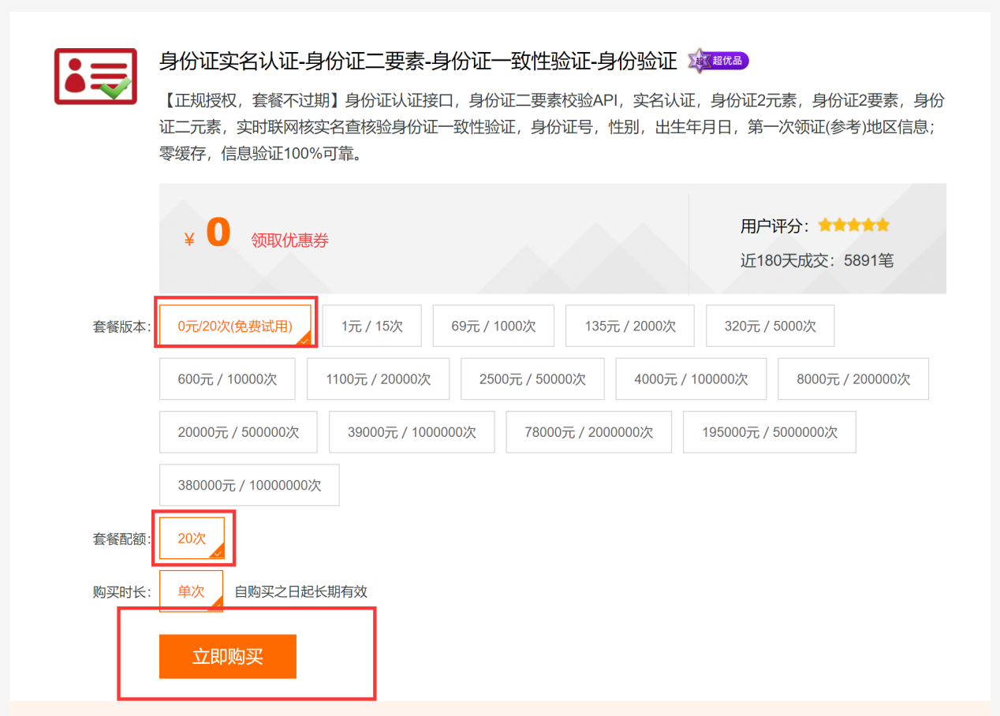 身份证实名认证-身份证二要素-身份证一致性验证-身份验证 超 超优品
【正规授权，套餐不过期】身份证认证接口，身份证二要素校验API，实名认证，身份证2元素，身份证2要素，身份
证二元素，实时联网核实名查核验身份证一致性验证，身份证号，性别，出生年月日，第一次领证(参考)地区信息；
零缓存，信息验证100%可靠。
¥ 0 领取优惠券
用户评分：
近180天成交：5891笔
套餐版本： 0元/20次(免费试用) 1元 / 15次 69元 / 1000次 135元 / 2000次 320元 / 5000次
600元 / 10000次 1100元 / 20000次 2500元 / 50000次 4000元 / 100000次 8000元 / 200000次
20000元 / 500000次 39000元 / 1000000次 78000元 / 2000000次 195000元 / 5000000次
380000元 / 10000000次
套餐配额： 20次
购买时长： 单次 自购买之日起长期有效
立即购买